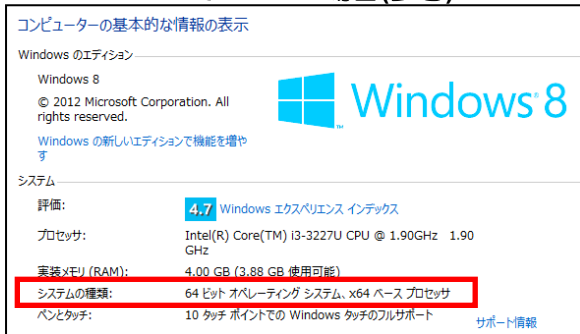 コンピューターの基本的な情報の表示
Windows のエディション
Windows 8
© 2012 Microsoft Corporation. All
rights reserved.
Windows の新しいエディションで機能を増や
す
Windows 8
システム
評価:
4.7 Windows エクスペリエンス インデックス
プロセッサ:
Intel(R) Core(TM) i3-3227U CPU @ 1.90GHz 1.90
GHz
実装メモリ (RAM):
4.00 GB (3.88 GB 使用可能)
システムの種類:
64 ビット オペレーティング システム、x64 ベース プロセッサ
ペンとタッチ:
10 タッチ ポイントでの Windows タッチのフルサポート
サポート情報